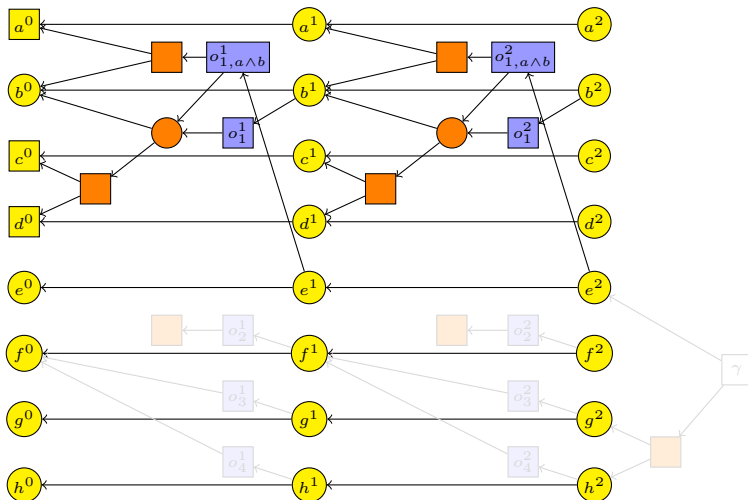 a^0 a^1 a^2
o^1_{1,a∧b} o^2_{1,a∧b}
b^0 b^1 b^2
o^1_1 o^2_1
c^0 c^1 c^2
d^0 d^1 d^2
e^0 e^1 e^2
o^1_2 o^2_2
f^0 f^1 f^2
γ
o^1_3 o^2_3
g^0 g^1 g^2
o^1_4 o^2_4
h^0 h^1 h^2